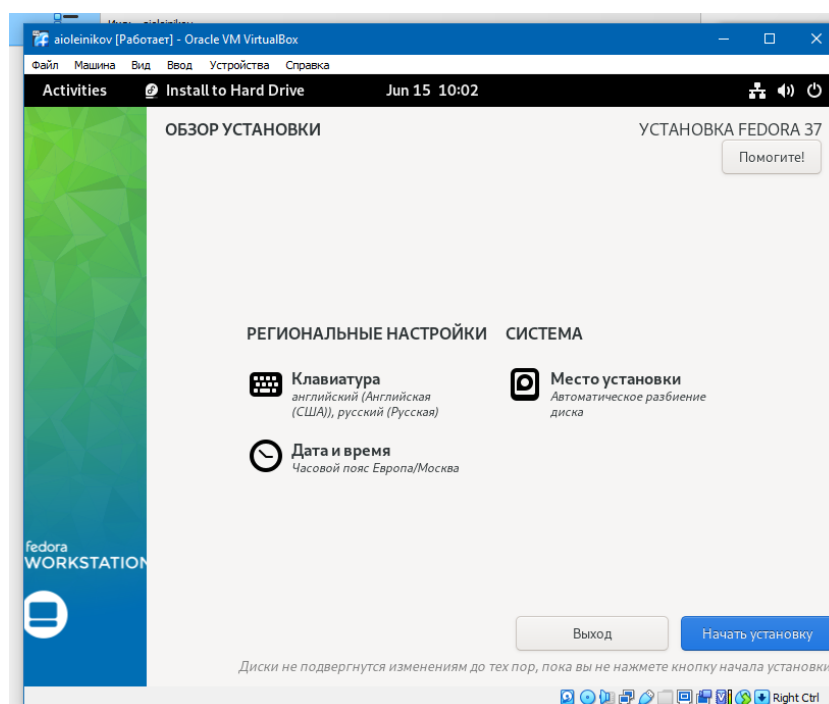 aioleinikov [Работает] - Oracle VM VirtualBox
Файл Машина Вид Ввод Устройства Справка
Activities Install to Hard Drive Jun 15 10:02
ОБЗОР УСТАНОВКИ
УСТАНОВКА FEDORA 37
Помогите!
РЕГИОНАЛЬНЫЕ НАСТРОЙКИ
Клавиатура
английский (Английская
(США)), русский (Русская)
Дата и время
Часовой пояс Европа/Москва
СИСТЕМА
Место установки
Автоматическое разбиение
диска
fedora
WORKSTATION
Выход
Начать установку
Диски не подвергнутся изменениям до тех пор, пока вы не нажмете кнопку начала установки
Right Ctrl